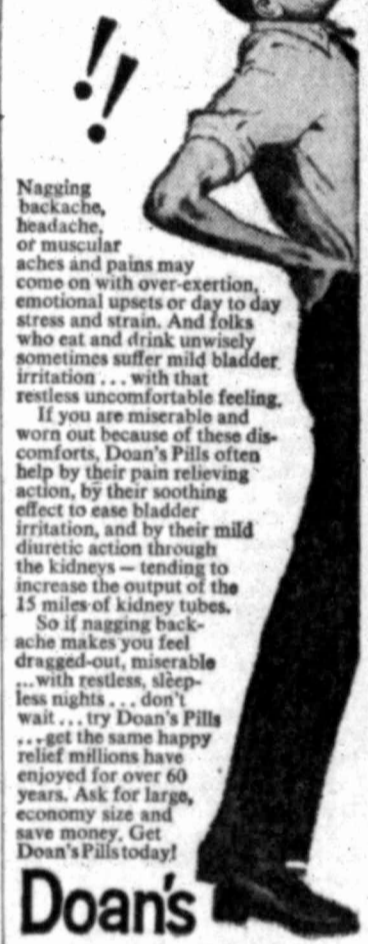 !!
Nagging
backache,
headache,
or muscular
aches and pains may
come on with over-exertion,
emotional upsets or day to day
stress and strain. And folks
who eat and drink unwisely
sometimes suffer mild bladder
irritation ... with that
restless uncomfortable feeling.
If you are miserable and
worn out because of these dis-
comforts, Doan's Pills often
help by their pain relieving
action, by their soothing
effect to ease bladder
irritation, and by their mild
diuretic action through
the kidneys — tending to
increase the output of the
15 miles of kidney tubes.
So if nagging back-
ache makes you feel
dragged-out, miserable
...with restless, sleep-
less nights ... don't
wait ... try Doan's Pills
...get the same happy
relief millions have
enjoyed for over 60
years. Ask for large,
economy size and
save money. Get
Doan's Pills today!
Doan's